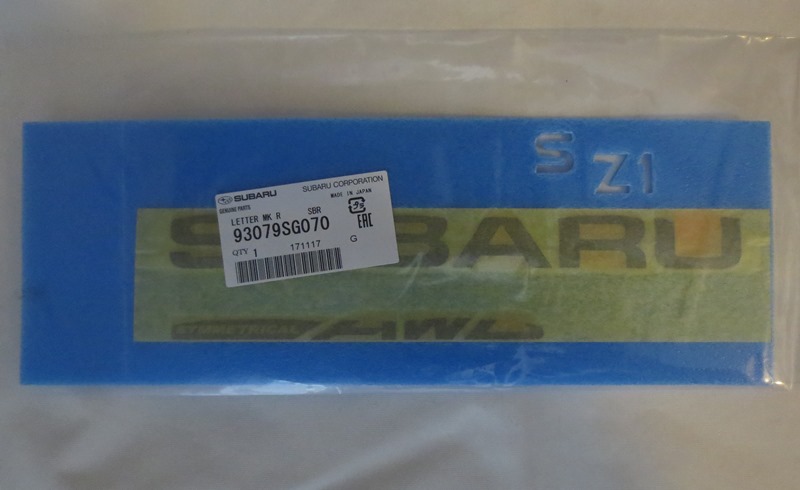 S
Z1
SUBARU
SUBARU CORPORATION
GENUINE PARTS
MADE IN JAPAN
LETTER MK R SBR
93079SG070
EAC
QTY 1 171117 G
SUBARU
SYMMETRICAL AWD